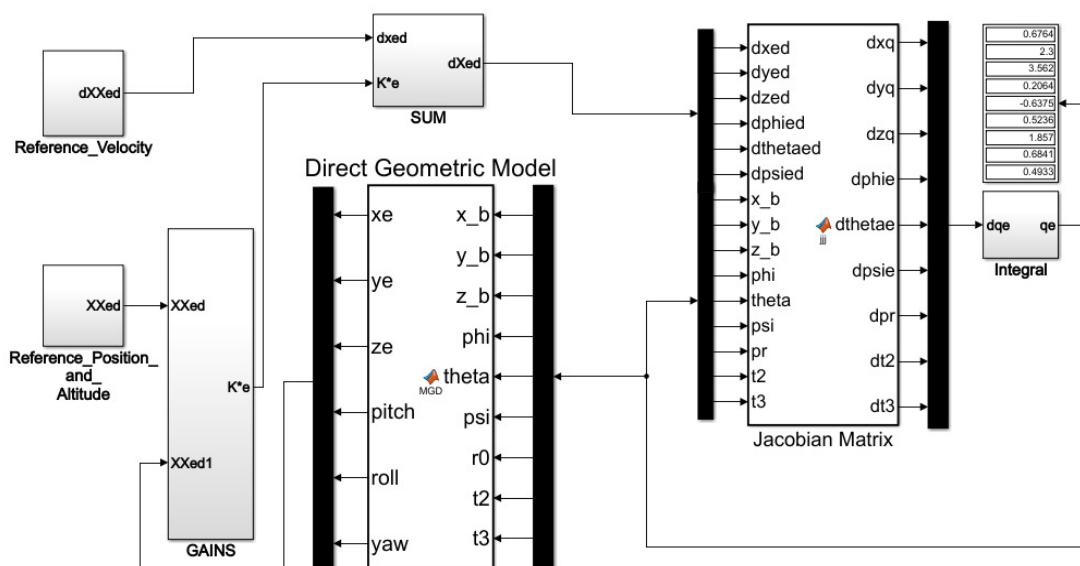 dXXed
Reference_Velocity
dxed
K*e
dXed
SUM
XXed
Reference_Position_
and_
Altitude
XXed
XXed1
K*e
GAINS
Direct Geometric Model
xe
ye
ze
pitch
roll
yaw
MGD
x_b
y_b
z_b
phi
theta
psi
r0
t2
t3
dxed
dyed
dzed
dphied
dthetaed
dpsied
x_b
y_b
z_b
phi
theta
psi
pr
t2
t3
jjj
dxq
dyq
dzq
dphie
dthetae
dpsie
dpr
dt2
dt3
Jacobian Matrix
0.6764
2.3
3.562
0.2064
-0.6375
0.5236
1.857
0.6841
0.4933
dqe
qe
Integral